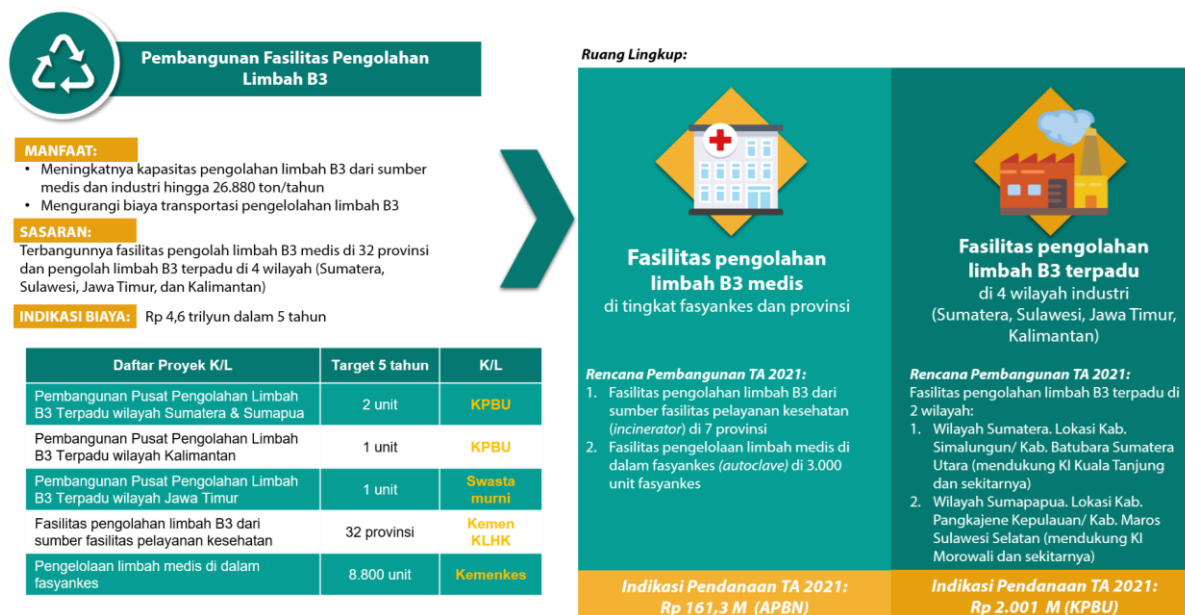 Pembangunan Fasilitas Pengolahan
Limbah B3
MANFAAT:
• Meningkatnya kapasitas pengolahan limbah B3 dari sumber
medis dan industri hingga 26.880 ton/tahun
• Mengurangi biaya transportasi pengelolahan limbah B3
SASARAN:
Terbangunnya fasilitas pengolah limbah B3 medis di 32 provinsi
dan pengolah limbah B3 terpadu di 4 wilayah (Sumatera,
Sulawesi, Jawa Timur, dan Kalimantan)
INDIKASI BIAYA: Rp 4,6 trilyun dalam 5 tahun
Daftar Proyek K/L Target 5 tahun K/L
Pembangunan Pusat Pengolahan Limbah
B3 Terpadu wilayah Sumatera & Sumapua
2 unit
KPBU
Pembangunan Pusat Pengolahan Limbah
B3 Terpadu wilayah Kalimantan
1 unit
KPBU
Pembangunan Pusat Pengolahan Limbah
B3 Terpadu wilayah Jawa Timur
1 unit
Swasta
murni
Fasilitas pengolahan limbah B3 dari
sumber fasilitas pelayanan kesehatan
32 provinsi
Kemen
KLHK
Pengelolaan limbah medis di dalam
fasyankes
8.800 unit
Kemenkes
Ruang Lingkup:
Fasilitas pengolahan
limbah B3 medis
di tingkat fasyankes dan provinsi
Rencana Pembangunan TA 2021:
1. Fasilitas pengolahan limbah B3 dari
sumber fasilitas pelayanan kesehatan
(incinerator) di 7 provinsi
2. Fasilitas pengelolaan limbah medis di
dalam fasyankes (autoclave) di 3.000
unit fasyankes
Indikasi Pendanaan TA 2021:
Rp 161,3 M (APBN)
Fasilitas pengolahan
limbah B3 terpadu
di 4 wilayah industri
(Sumatera, Sulawesi, Jawa Timur,
Kalimantan)
Rencana Pembangunan TA 2021:
Fasilitas pengolahan limbah B3 terpadu di
2 wilayah:
1. Wilayah Sumatera. Lokasi Kab.
Simalungun/ Kab. Batubara Sumatera
Utara (mendukung KI Kuala Tanjung
dan sekitarnya)
2. Wilayah Sumapapua. Lokasi Kab.
Pangkajene Kepulauan/ Kab. Maros
Sulawesi Selatan (mendukung KI
Morowali dan sekitarnya)
Indikasi Pendanaan TA 2021:
Rp 2.001 M (KPBU)